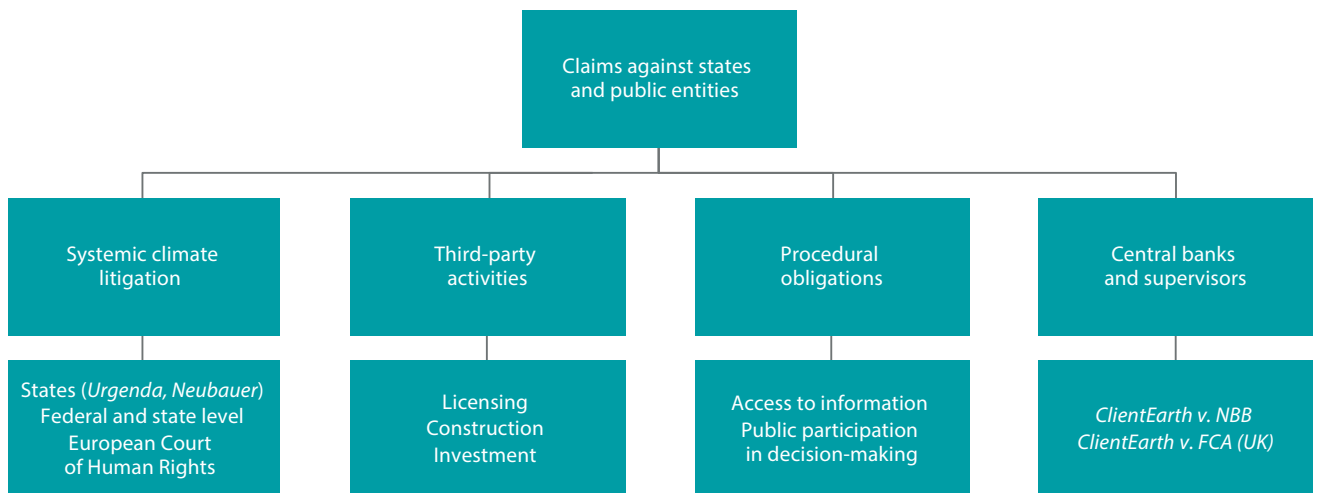 Claims against states
and public entities
Systemic climate
litigation
Third-party
activities
Procedural
obligations
Central banks
and supervisors
States (Urgenda, Neubauer)
Federal and state level
European Court
of Human Rights
Licensing
Construction
Investment
Access to information
Public participation
in decision-making
ClientEarth v. NBB
ClientEarth v. FCA (UK)